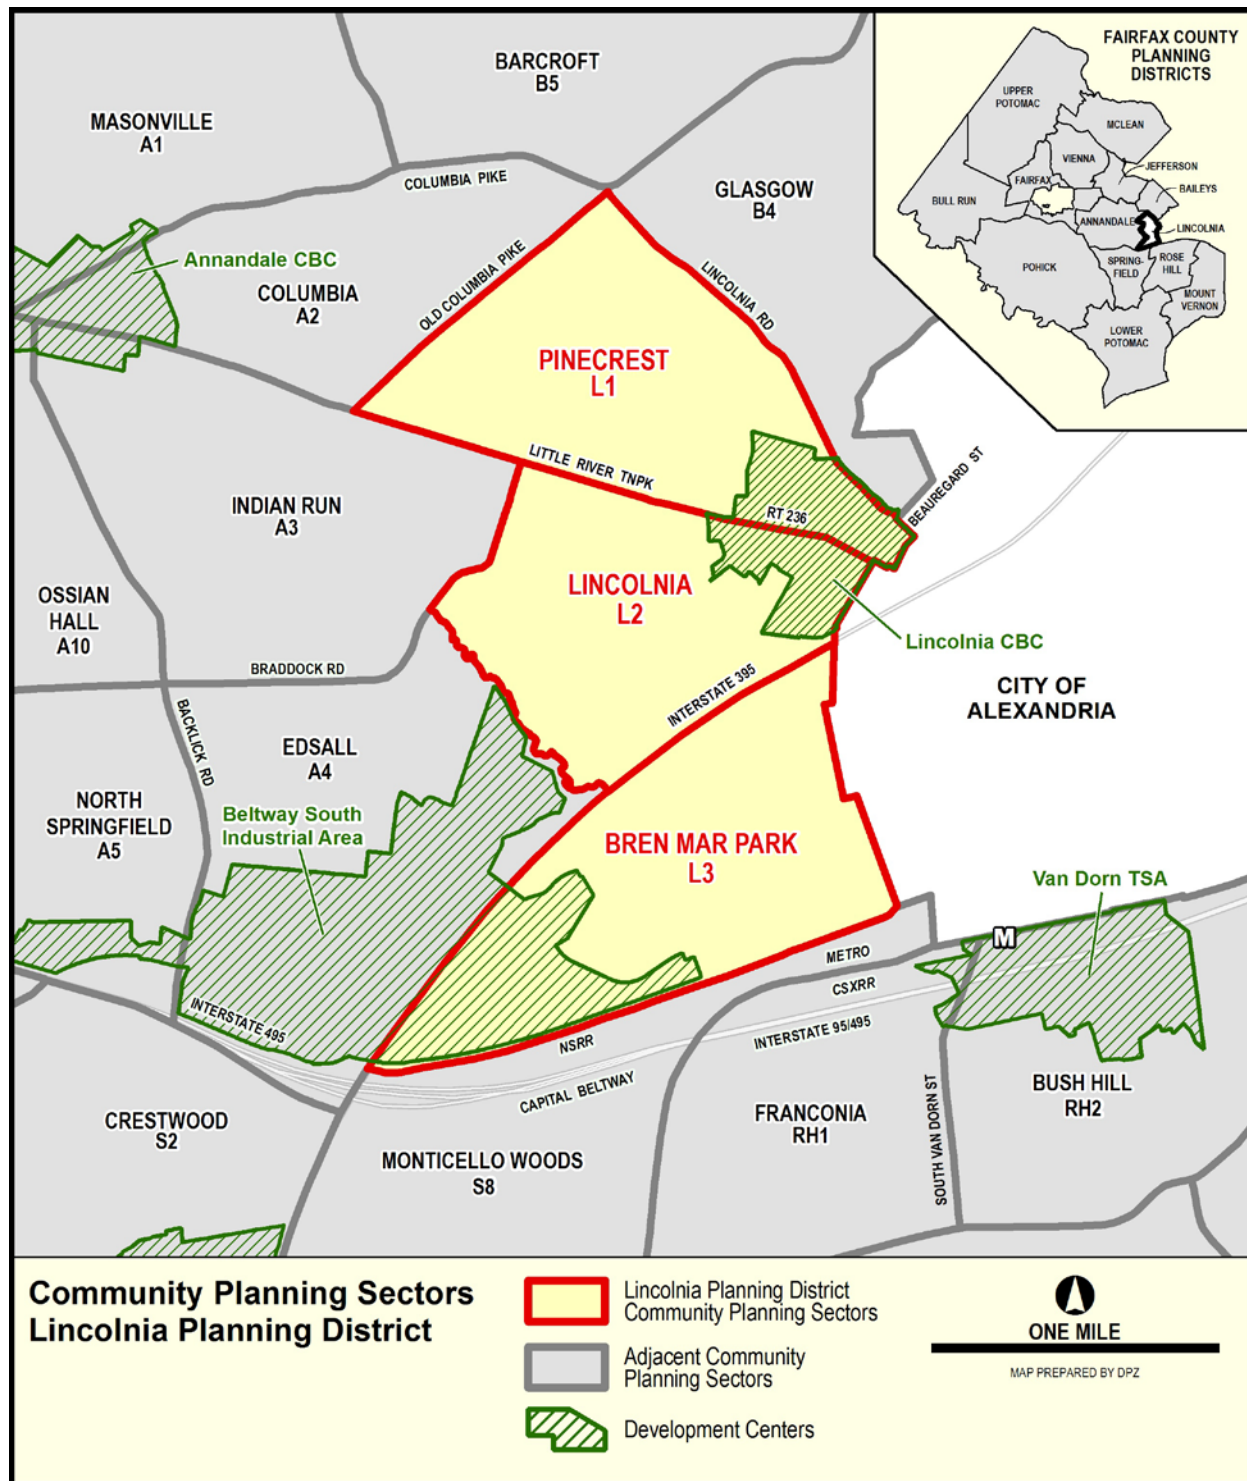 FAIRFAX COUNTY
PLANNING
DISTRICTS
UPPER
POTOMAC
MCLEAN
VIENNA
JEFFERSON
FAIRFAX
BAILEYS
BULL RUN
ANNANDALE
LINCOLNIA
POHICK
SPRING-
FIELD
ROSE
HILL
MOUNT
VERNON
LOWER
POTOMAC
BARCROFT
B5
MASONVILLE
A1
COLUMBIA PIKE
GLASGOW
B4
Annandale CBC
COLUMBIA
A2
OLD COLUMBIA PIKE
LINCOLNIA RD
PINECREST
L1
LITTLE RIVER TNPK
RT 236
BEAUREGARD ST
INDIAN RUN
A3
LINCOLNIA
L2
OSSIAN
HALL
A10
Lincolnia CBC
BRADDOCK RD
INTERSTATE 395
CITY OF
ALEXANDRIA
BACKLICK RD
EDSALL
A4
NORTH
SPRINGFIELD
A5
Beltway South
Industrial Area
BREN MAR PARK
L3
Van Dorn TSA
M
METRO
CSXRR
INTERSTATE 495
NSRR
INTERSTATE 95/495
CAPITAL BELTWAY
SOUTH VAN DORN ST
CRESTWOOD
S2
FRANCONIA
RH1
BUSH HILL
RH2
MONTICELLO WOODS
S8
Community Planning Sectors
Lincolnia Planning District
Lincolnia Planning District
Community Planning Sectors
Adjacent Community
Planning Sectors
Development Centers
ONE MILE
MAP PREPARED BY DPZ